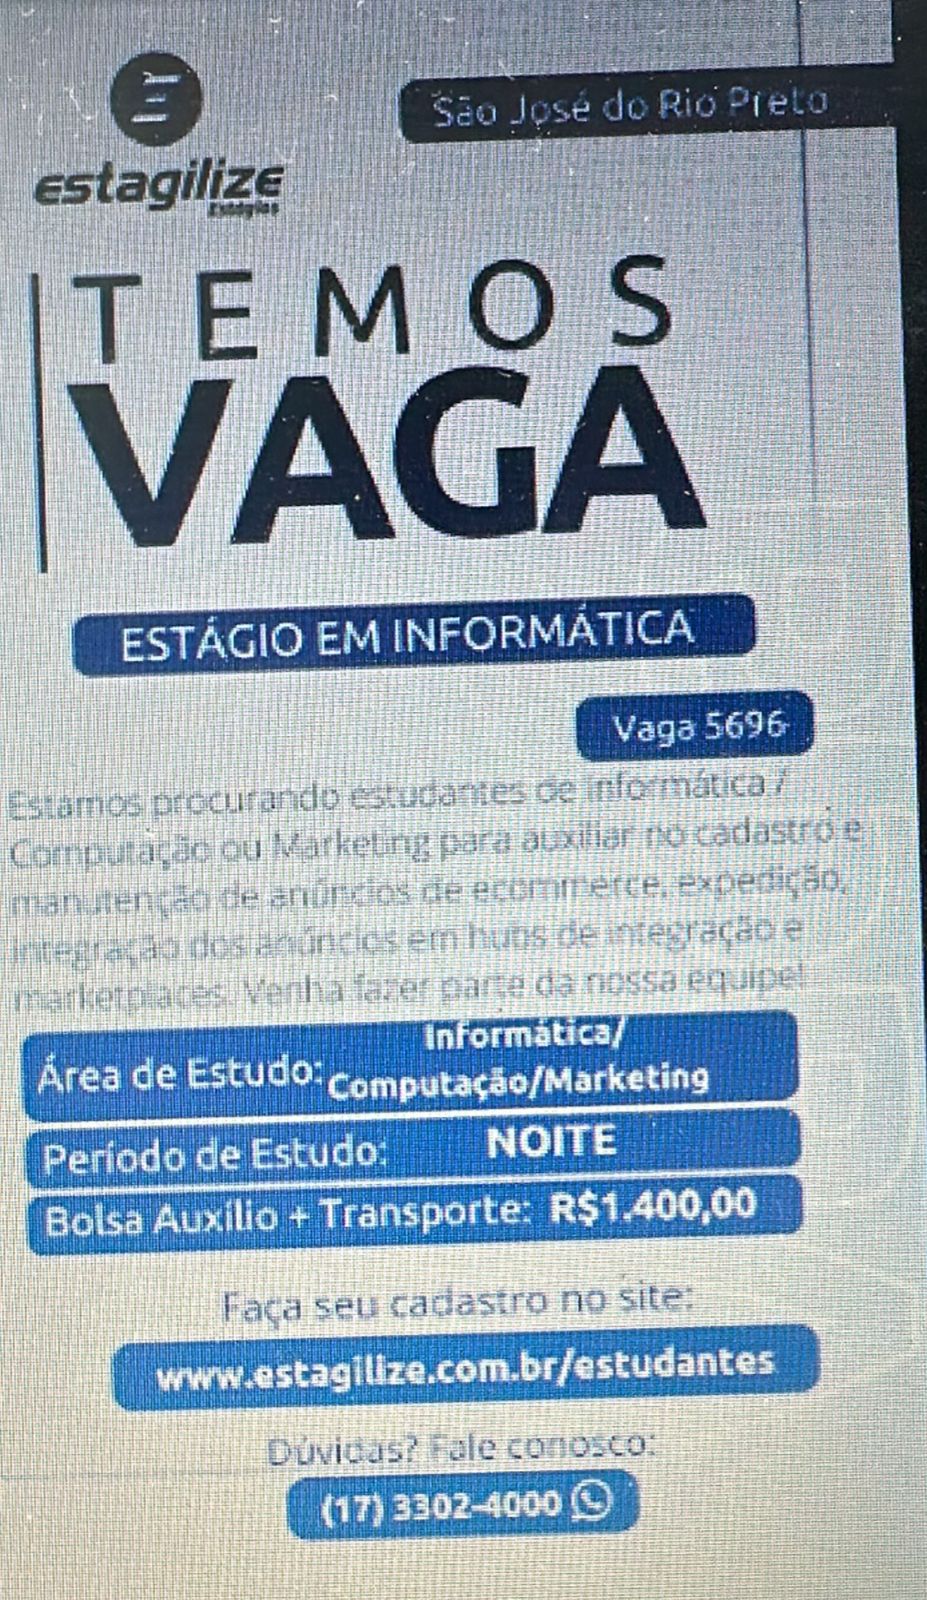 São José do Rio Preto
estagilize
Estágios
TEMOS
VAGA
ESTÁGIO EM INFORMÁTICA
Vaga 5696
Estamos procurando estudantes de informática /
Computação ou Marketing para auxiliar no cadastro e
manutenção de anúncios de ecommerce, expedição,
integração dos anúncios em hubs de integração e
marketplaces. Venha fazer parte da nossa equipe!
Área de Estudo: Informática/
Computação/Marketing
Período de Estudo: NOITE
Bolsa Auxílio + Transporte: R$1.400,00
Faça seu cadastro no site:
www.estagilize.com.br/estudantes
Dúvidas? Fale conosco:
(17) 3302-4000